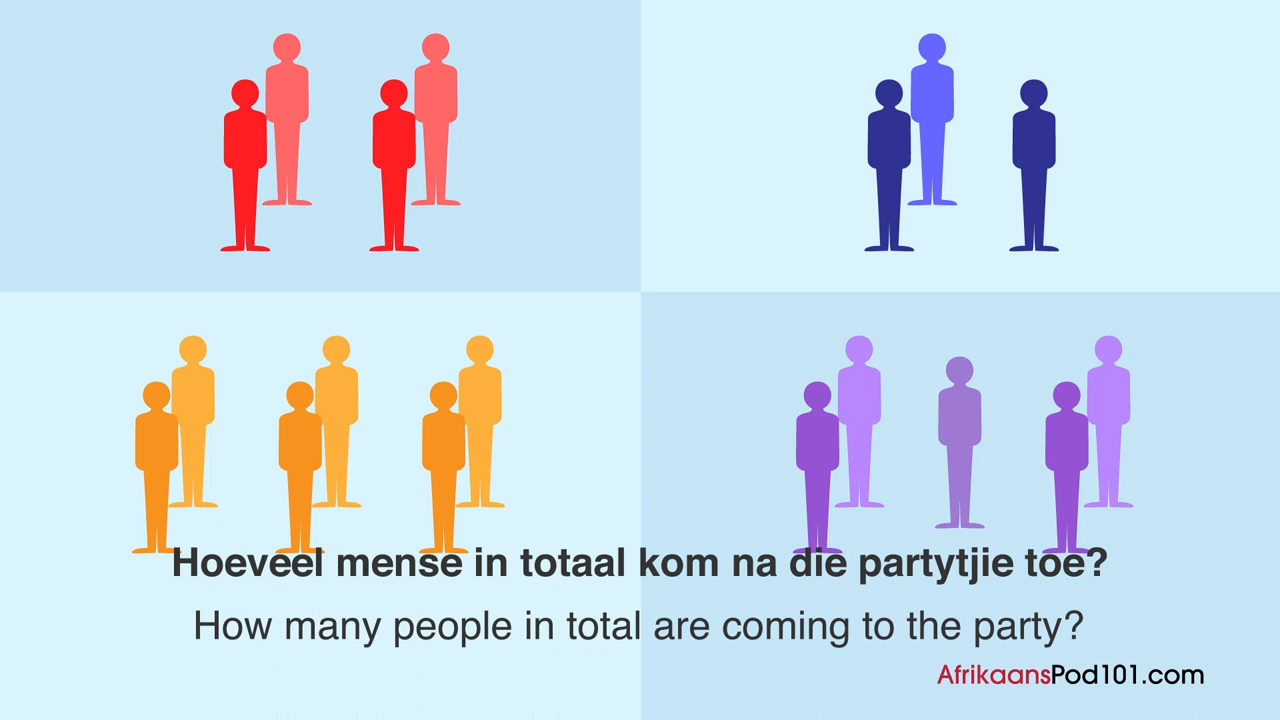 Hoeveel mense in totaal kom na die partytjie toe?
How many people in total are coming to the party?
AfrikaansPod101.com